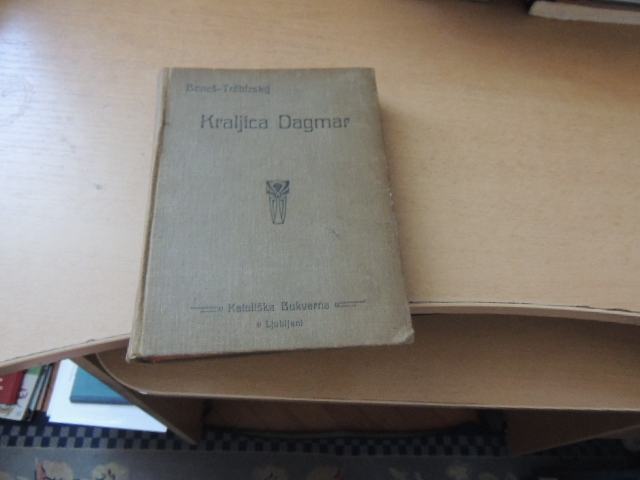 Beneš-Třebízský
Kraljica Dagmar
Katoliška Bukvarna
v Ljubljani